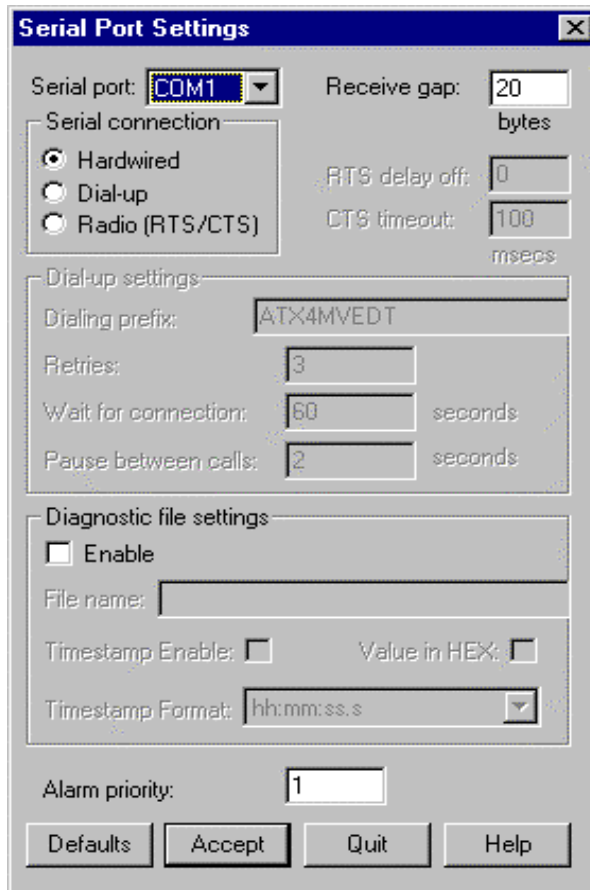 Serial Port Settings
Serial port: COM1 Receive gap: 20
bytes
Serial connection
Hardwired
Dial-up
Radio (RTS/CTS)
RTS delay off: 0
CTS timeout: 100
msecs
Dial-up settings
Dialing prefix: ATX4MVEDT
Retries: 3
Wait for connection: 60 seconds
Pause between calls: 2 seconds
Diagnostic file settings
Enable
File name:
Timestamp Enable: Value in HEX:
Timestamp Format: hh:mm:ss.s
Alarm priority: 1
Defaults Accept Quit Help